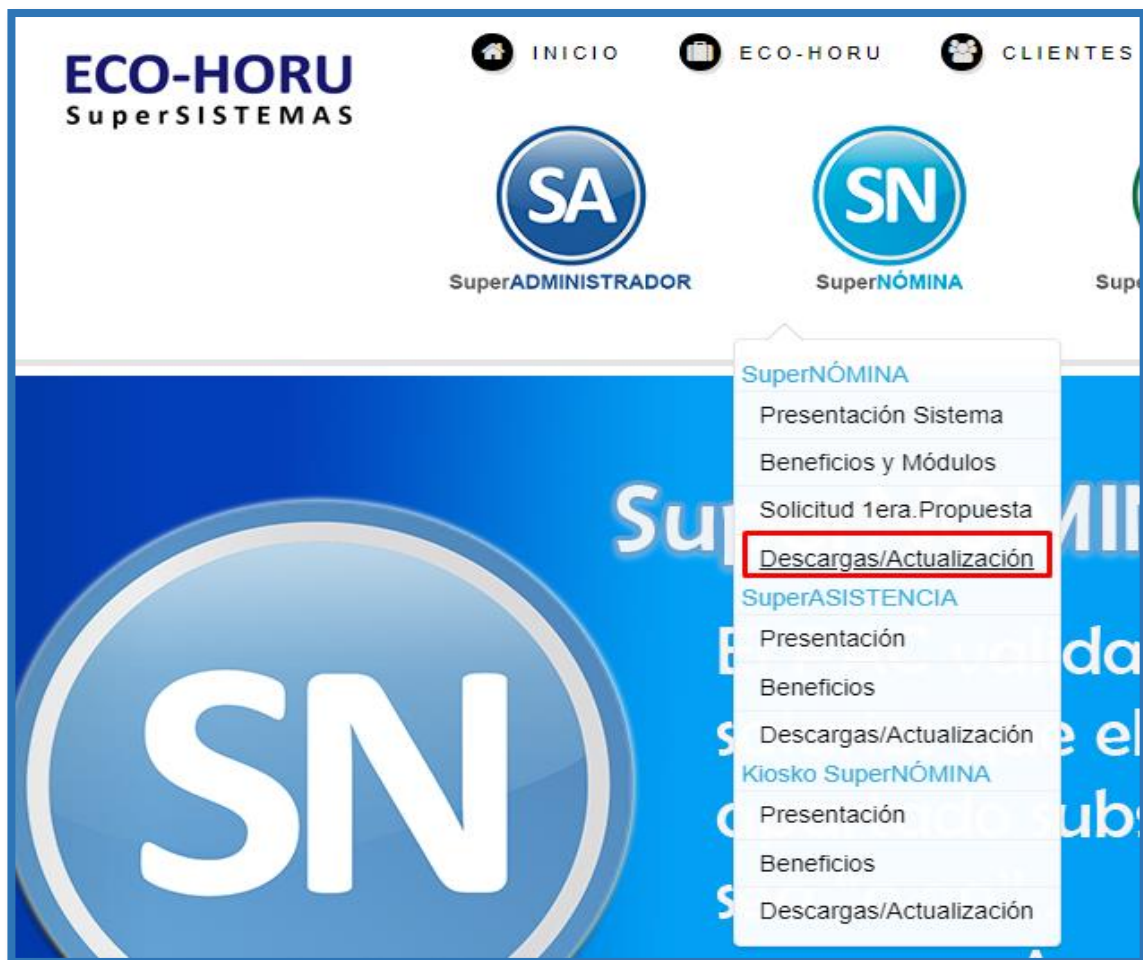 ECO-HORU
SuperSISTEMAS
INICIO
ECO-HORU
CLIENTES
SA
SuperADMINISTRADOR
SN
SuperNÓMINA
SuperNÓMINA
Presentación Sistema
Beneficios y Módulos
Solicitud 1era.Propuesta
Descargas/Actualización
SuperASISTENCIA
Presentación
Beneficios
Descargas/Actualización
Kiosko SuperNÓMINA
Presentación
Beneficios
Descargas/Actualización
SN